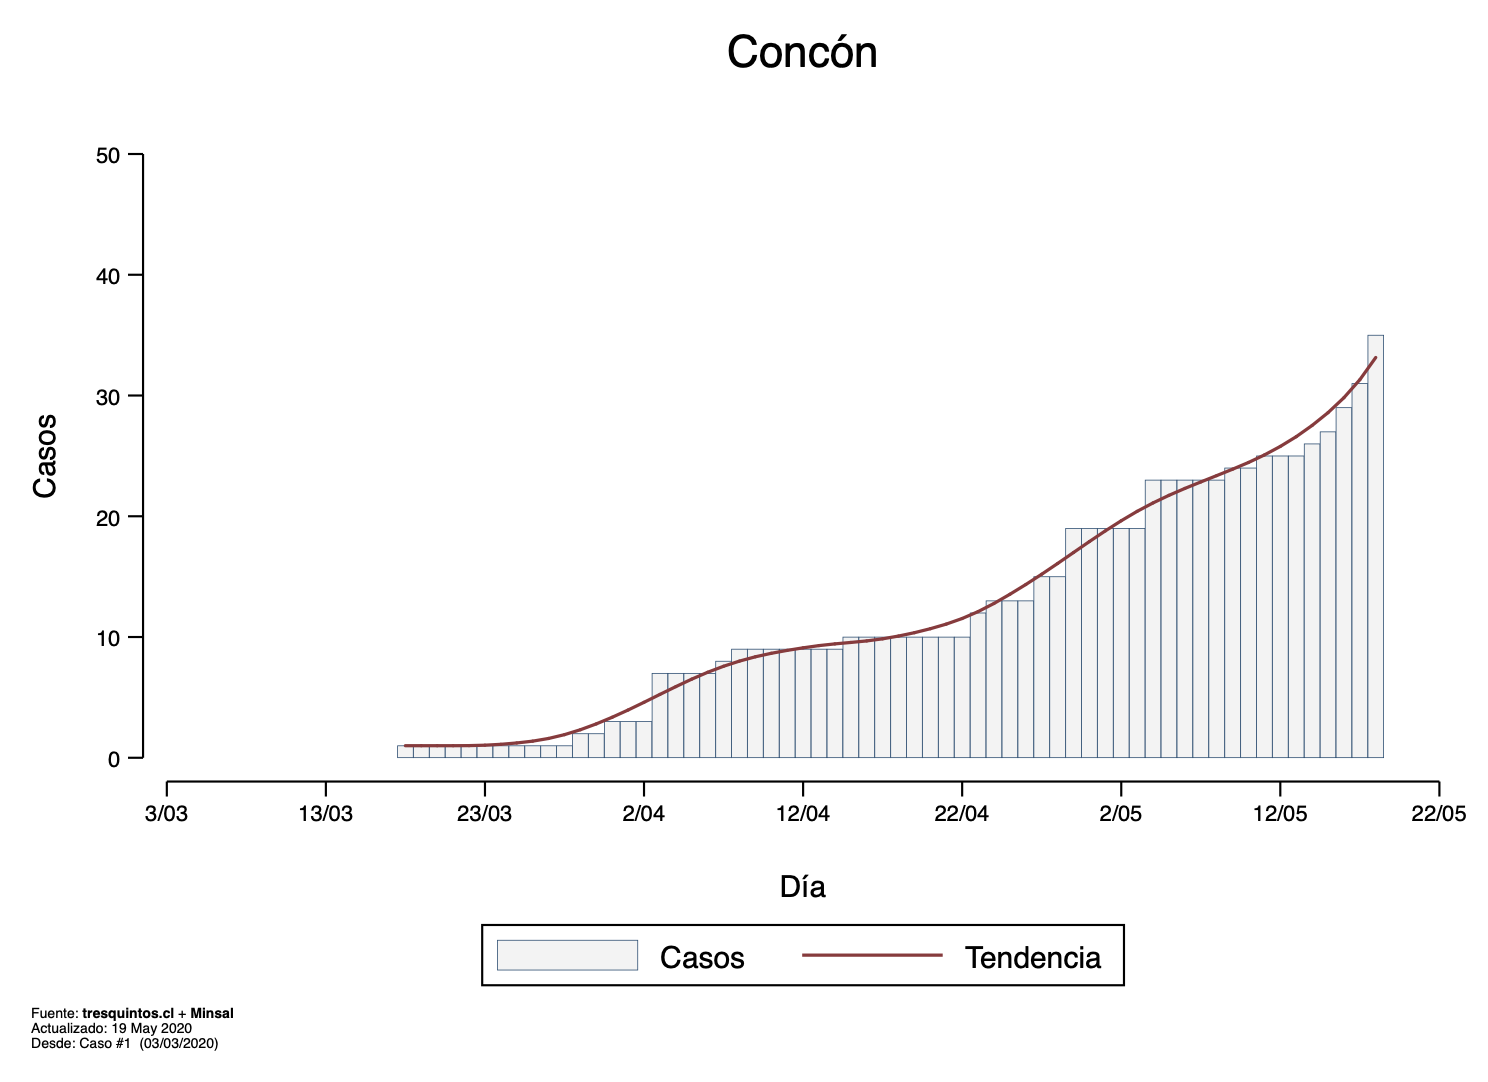 Concón
50
40
30
20
10
0
Casos
3/03 13/03 23/03 2/04 12/04 22/04 2/05 12/05 22/05
Día
Casos Tendencia
Fuente: tresquintos.cl + Minsal
Actualizado: 19 May 2020
Desde: Caso #1 (03/03/2020)